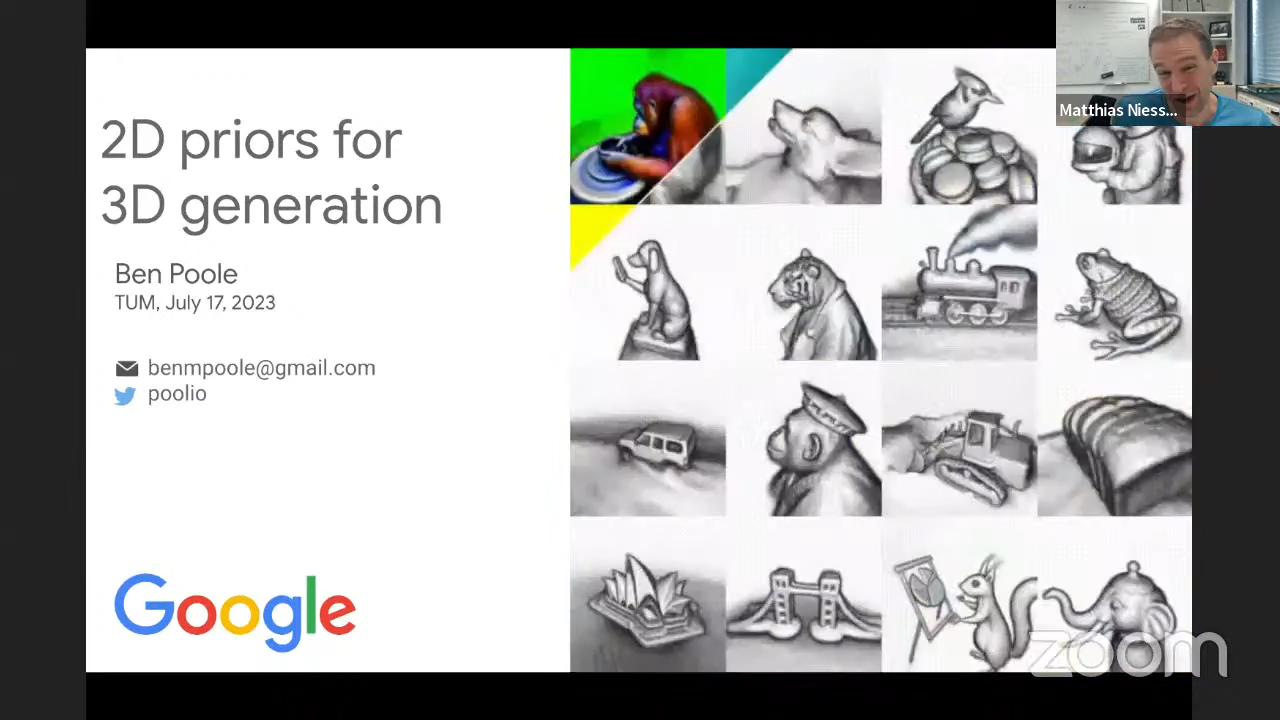 2D priors for
3D generation
Ben Poole
TUM, July 17, 2023
benmpoole@gmail.com
poolio
Google
Matthias Niess...
zoom